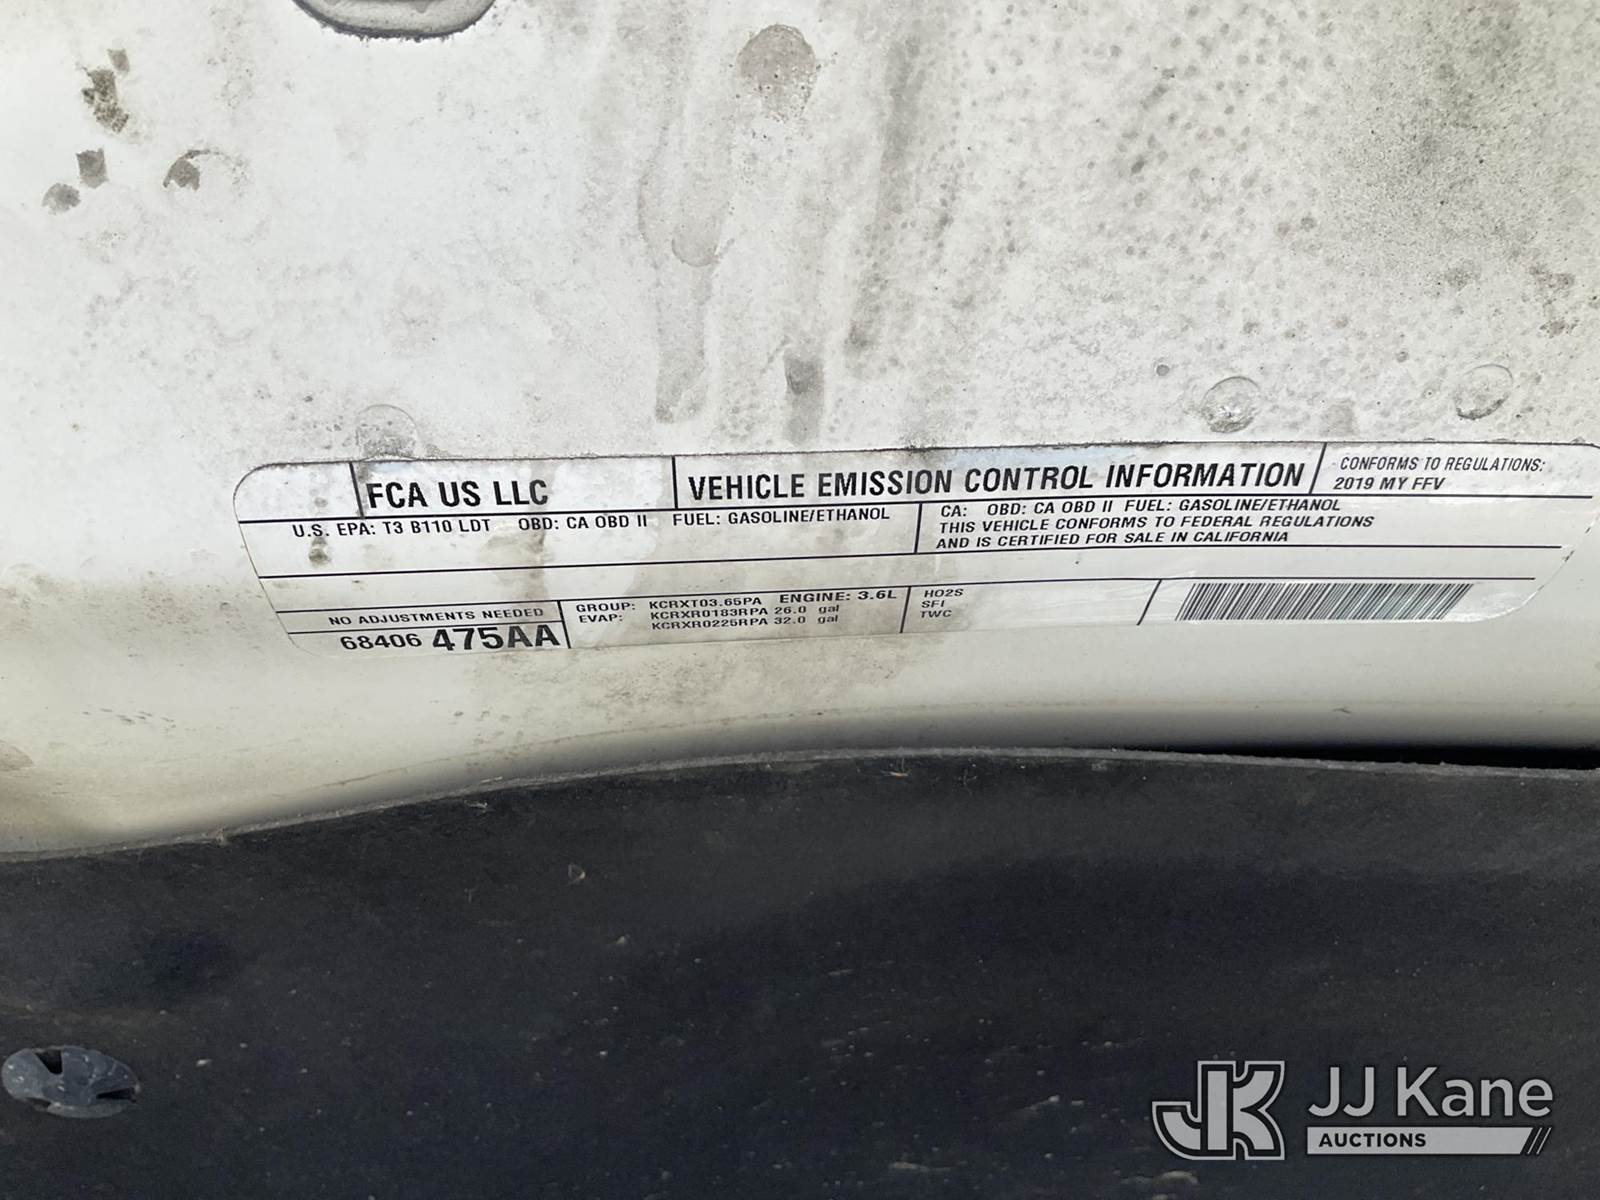 FCA US LLC
VEHICLE EMISSION CONTROL INFORMATION
CONFORMS TO REGULATIONS:
2019 MY FFV
U.S. EPA: T3 B110 LDT OBD: CA OBD II FUEL: GASOLINE/ETHANOL
CA: OBD: CA OBD II FUEL: GASOLINE/ETHANOL
THIS VEHICLE CONFORMS TO FEDERAL REGULATIONS
AND IS CERTIFIED FOR SALE IN CALIFORNIA
NO ADJUSTMENTS NEEDED
68406 475AA
GROUP: KCRXT03.65PA ENGINE: 3.6L
EVAP: KCRXR0183RPA 26.0 gal
KCRXR0225RPA 32.0 gal
HO2S
SFI
TWC
JK JJ Kane
AUCTIONS